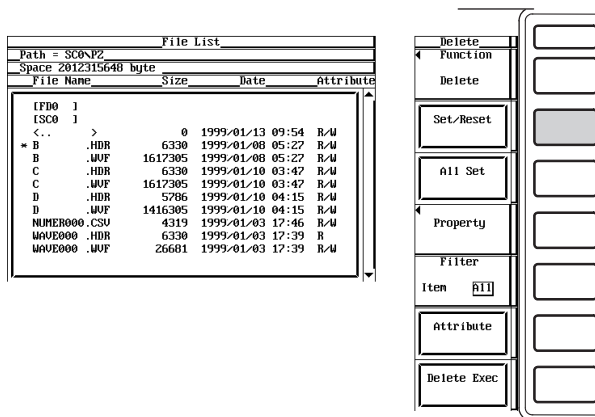 File List
Path = SC0\PZ
Space 2012315648 byte
File Name Size Date Attribute
[FD0 ]
[SC0 ]
<.. > 0 1999/01/13 09:54 R/W
* B .HDR 6330 1999/01/08 05:27 R/W
B .WVF 1617305 1999/01/08 05:27 R/W
C .HDR 6330 1999/01/10 03:47 R/W
C .WVF 1617305 1999/01/10 03:47 R/W
D .HDR 5786 1999/01/10 04:15 R/W
D .WVF 1416305 1999/01/10 04:15 R/W
NUMER000.CSV 4319 1999/01/03 17:46 R/W
WAVE000 .HDR 6330 1999/01/03 17:39 R
WAVE000 .WVF 26681 1999/01/03 17:39 R/W
Delete
Function
Delete
Set/Reset
All Set
Property
Filter
Item All
Attribute
Delete Exec